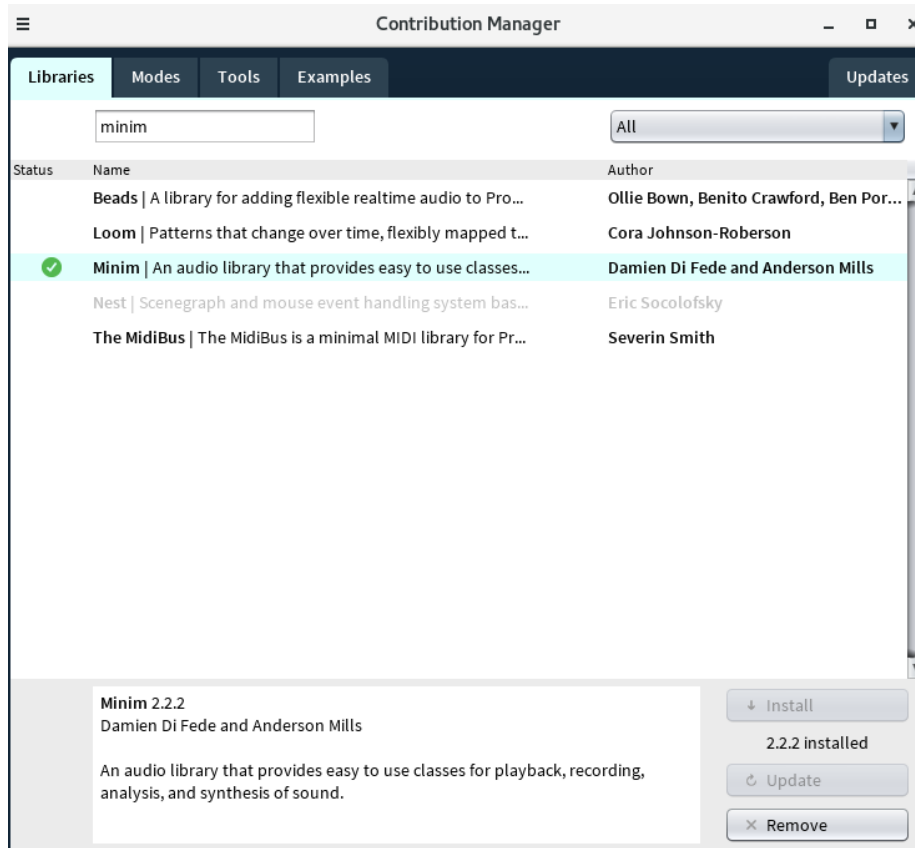 Contribution Manager
Libraries Modes Tools Examples Updates
minim All
Status Name Author
Beads | A library for adding flexible realtime audio to Pro... Ollie Bown, Benito Crawford, Ben Por...
Loom | Patterns that change over time, flexibly mapped t... Cora Johnson-Roberson
Minim | An audio library that provides easy to use classes... Damien Di Fede and Anderson Mills
Nest | Scenegraph and mouse event handling system bas... Eric Socolofsky
The MidiBus | The MidiBus is a minimal MIDI library for Pr... Severin Smith
Minim 2.2.2
Damien Di Fede and Anderson Mills
An audio library that provides easy to use classes for playback, recording,
analysis, and synthesis of sound.
Install
2.2.2 installed
Update
Remove